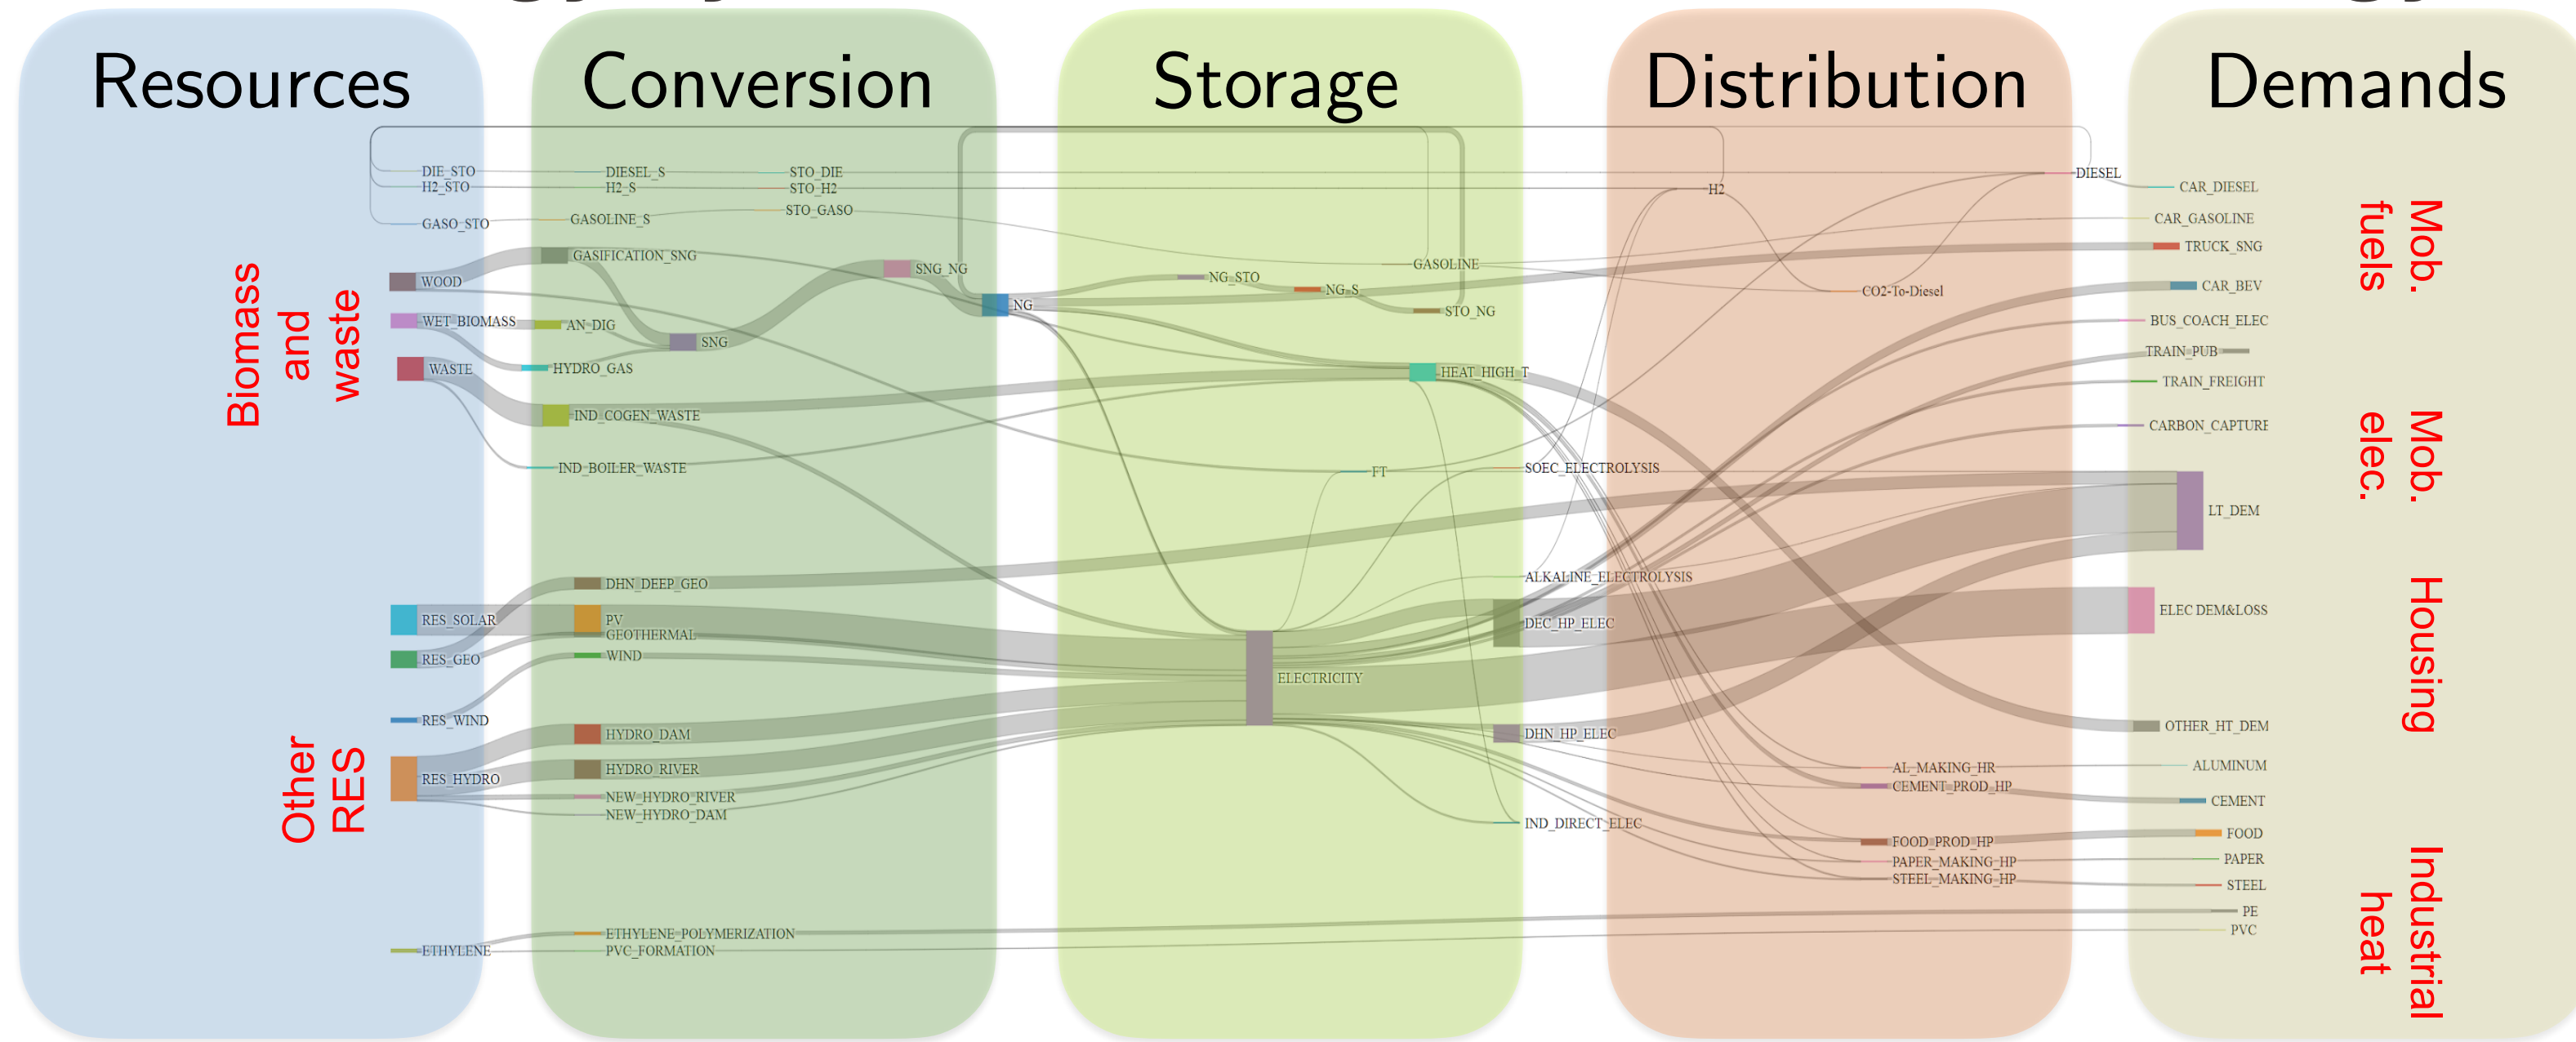 Resources
Conversion
Storage
Distribution
Demands
DIE_STO
H2_STO
GASO_STO
WOOD
WET_BIOMASS
WASTE
RES_SOLAR
RES_GEO
RES_WIND
RES_HYDRO
ETHYLENE
Biomass
and
waste
Other
RES
DIESEL_S
H2_S
GASOLINE_S
STO_DIE
STO_H2
STO_GASO
GASIFICATION_SNG
SNG_NG
AN_DIG
SNG
HYDRO_GAS
IND_COGEN_WASTE
IND_BOILER_WASTE
DHN_DEEP_GEO
PV
GEOTHERMAL
WIND
HYDRO_DAM
HYDRO_RIVER
NEW_HYDRO_RIVER
NEW_HYDRO_DAM
ETHYLENE_POLYMERIZATION
PVC_FORMATION
NG
NG_STO
NG_S
STO_NG
GASOLINE
HEAT_HIGH_T
FT
SOEC_ELECTROLYSIS
ALKALINE_ELECTROLYSIS
DEC_HP_ELEC
ELECTRICITY
DHN_HP_ELEC
IND_DIRECT_ELEC
H2
DIESEL
CO2-To-Diesel
AL_MAKING_HR
CEMENT_PROD_HP
FOOD_PROD_HP
PAPER_MAKING_HP
STEEL_MAKING_HP
CAR_DIESEL
CAR_GASOLINE
TRUCK_SNG
CAR_BEV
BUS_COACH_ELEC
TRAIN_PUB
TRAIN_FREIGHT
CARBON_CAPTURE
LT_DEM
ELEC DEM&LOSS
OTHER_HT_DEM
ALUMINUM
CEMENT
FOOD
PAPER
STEEL
PE
PVC
Mob.
fuels
Mob.
elec.
Housing
Industrial
heat